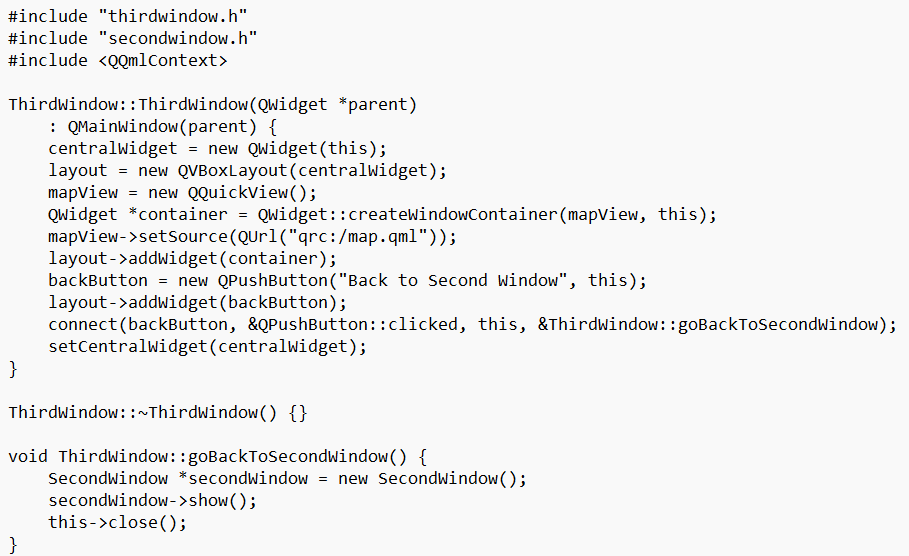 #include "thirdwindow.h"
#include "secondwindow.h"
#include <QQmlContext>

ThirdWindow::ThirdWindow(QWidget *parent)
    : QMainWindow(parent) {
    centralWidget = new QWidget(this);
    layout = new QVBoxLayout(centralWidget);
    mapView = new QQuickView();
    QWidget *container = QWidget::createWindowContainer(mapView, this);
    mapView->setSource(QUrl("qrc:/map.qml"));
    layout->addWidget(container);
    backButton = new QPushButton("Back to Second Window", this);
    layout->addWidget(backButton);
    connect(backButton, &QPushButton::clicked, this, &ThirdWindow::goBackToSecondWindow);
    setCentralWidget(centralWidget);
}

ThirdWindow::~ThirdWindow() {}

void ThirdWindow::goBackToSecondWindow() {
    SecondWindow *secondWindow = new SecondWindow();
    secondWindow->show();
    this->close();
}